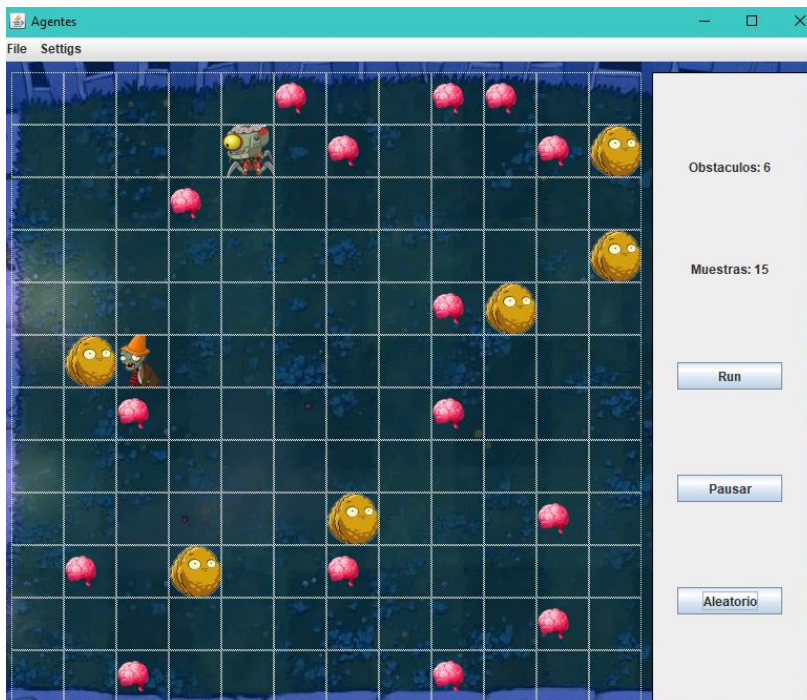 Agentes
File Settigs
Obstaculos: 6
Muestras: 15
Run
Pausar
Aleatorio